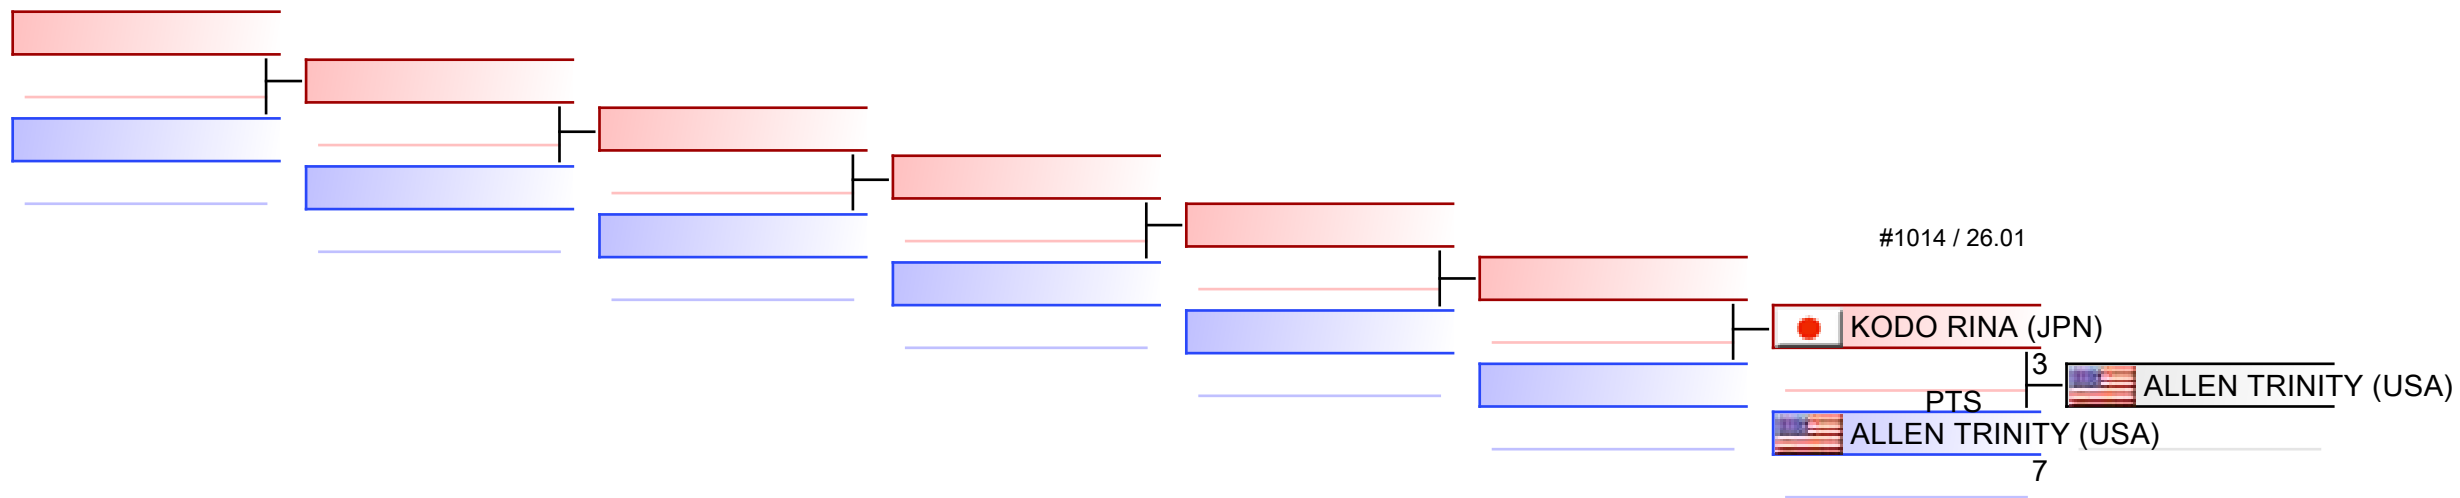 #1014 / 26.01
KODO RINA (JPN)
3
ALLEN TRINITY (USA)
PTS
ALLEN TRINITY (USA)
7